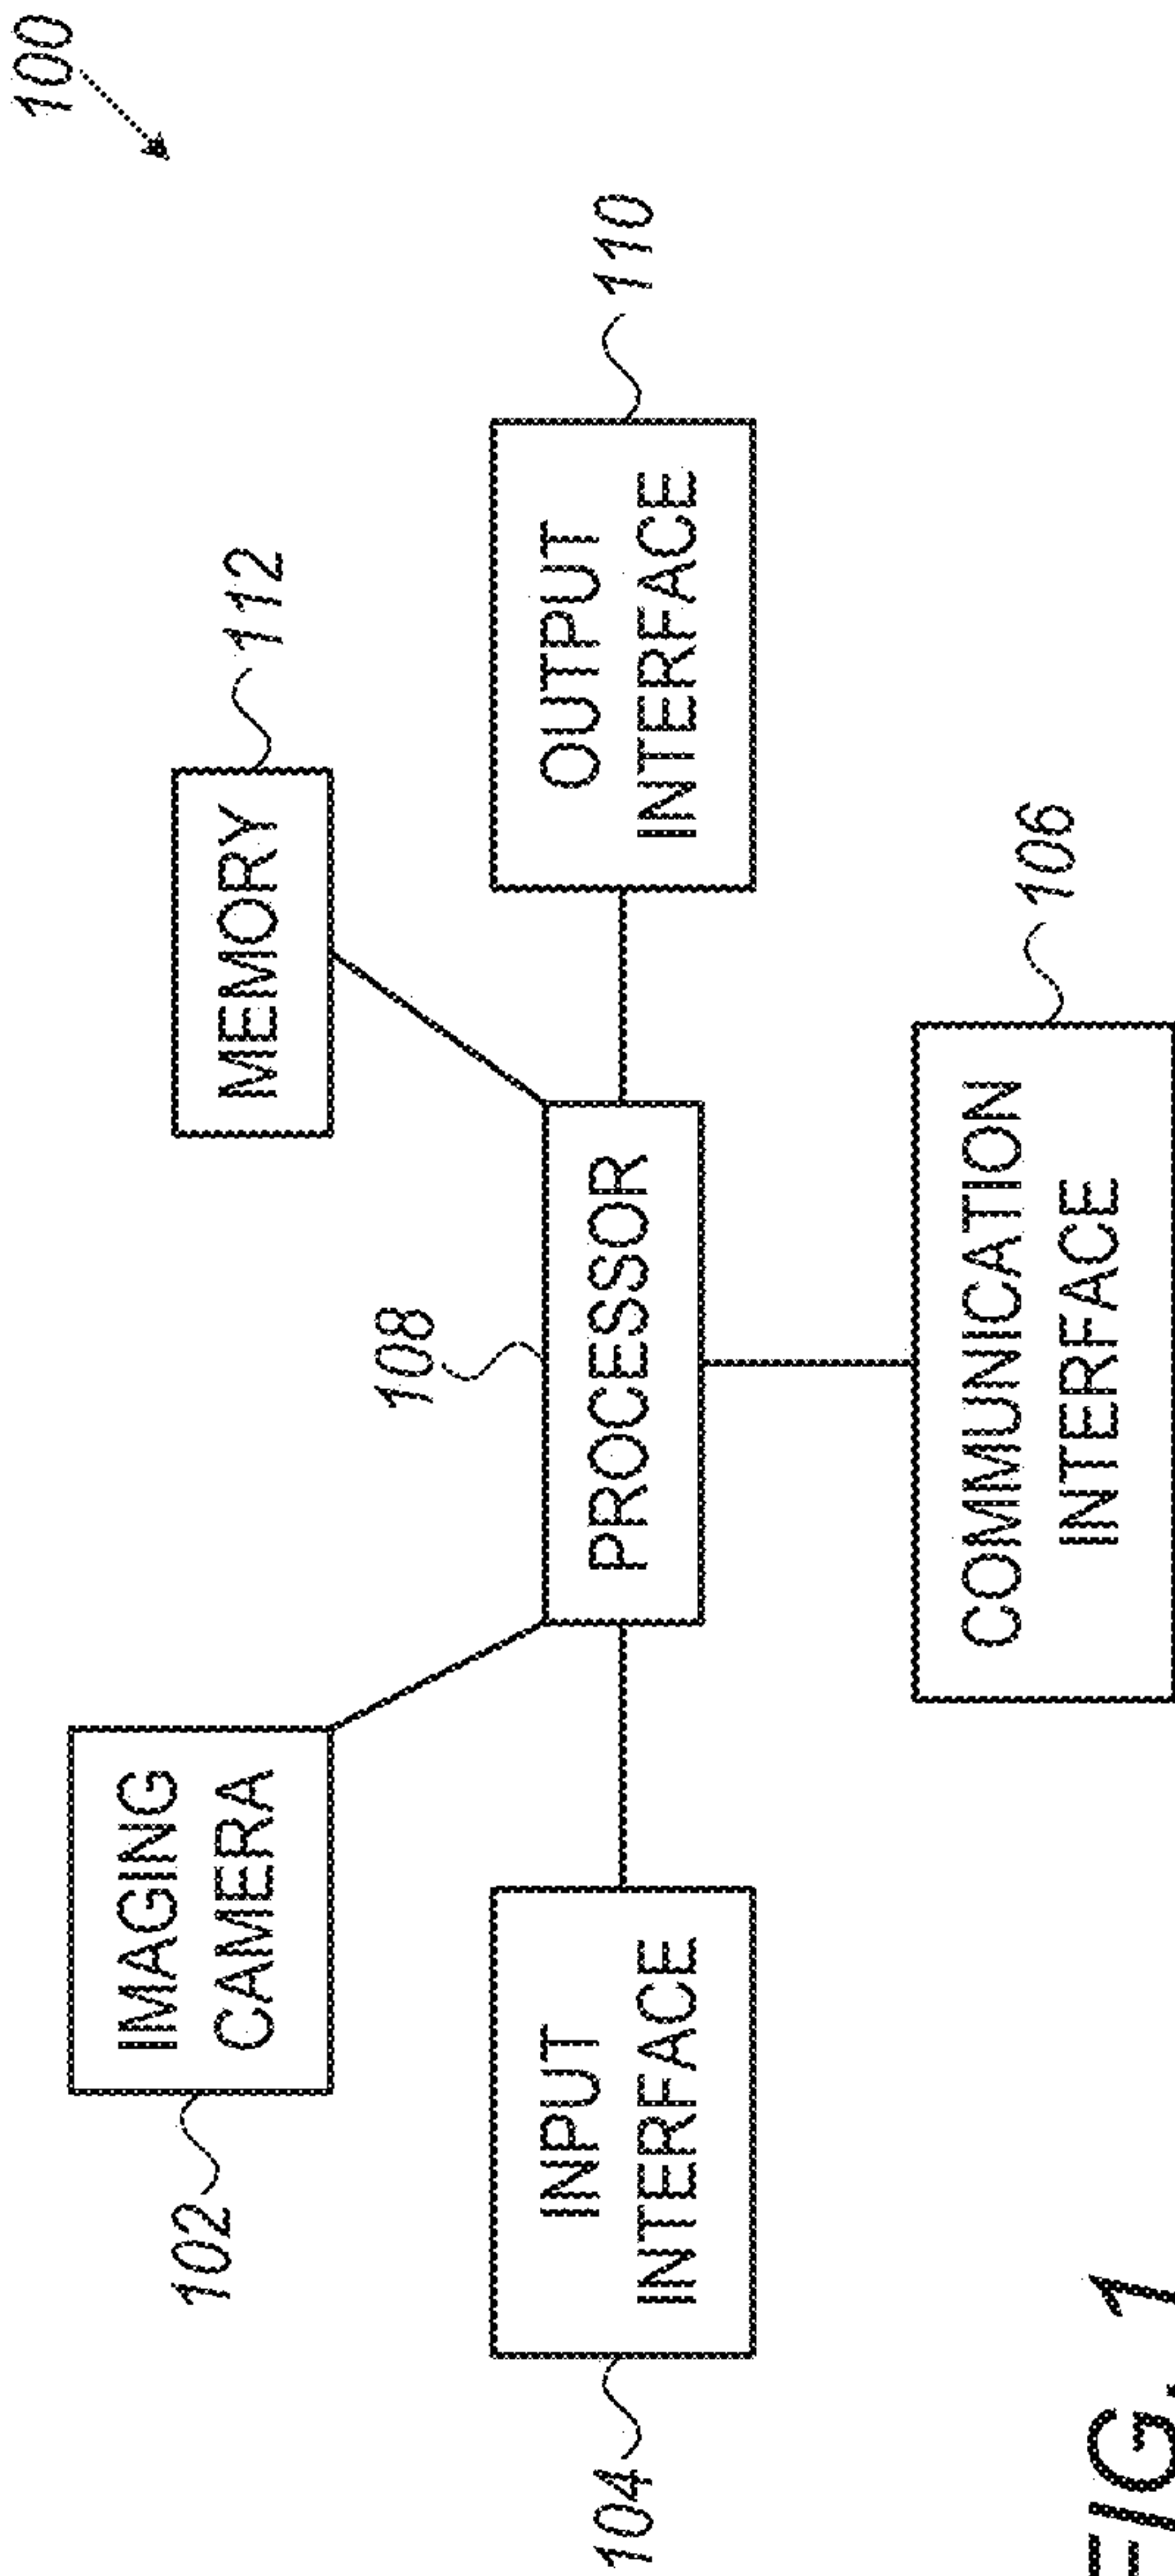 100
IMAGING
CAMERA
102
MEMORY
112
108
INPUT
INTERFACE
104
PROCESSOR
OUTPUT
INTERFACE
110
COMMUNICATION
INTERFACE
106
FIG. 1